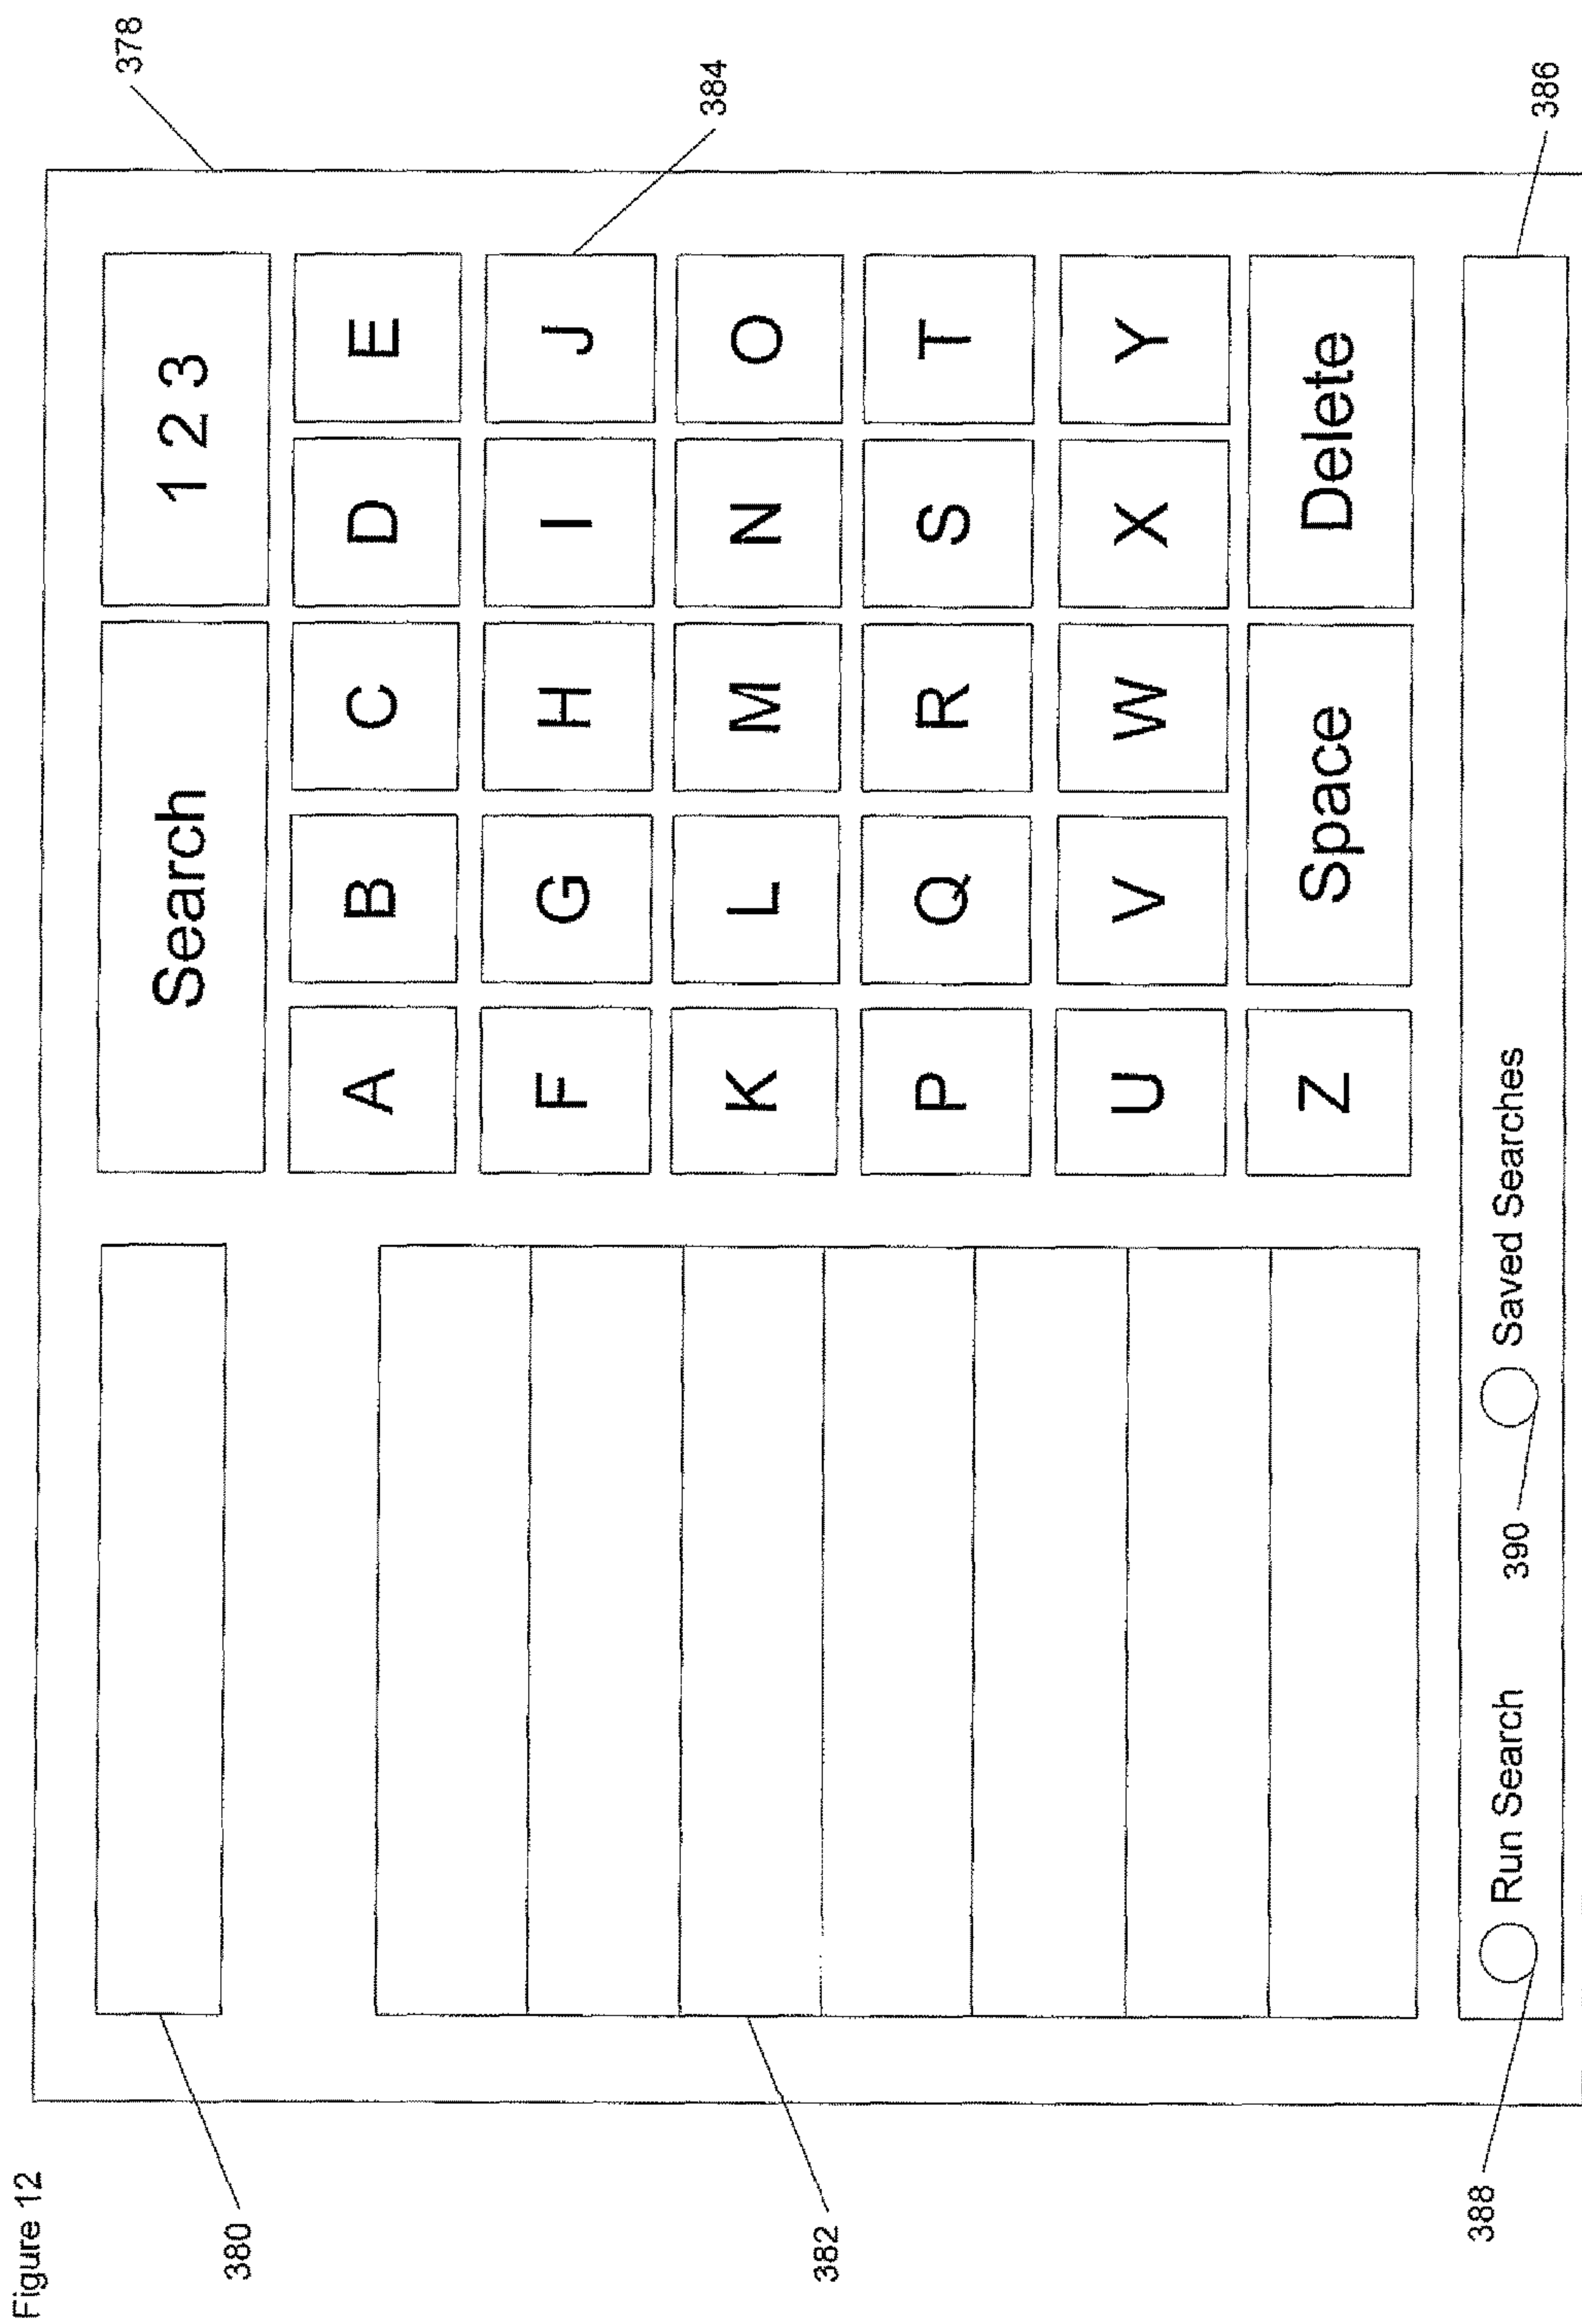 Figure 12
378
380
Search 1 2 3
A B C D E
F G H I J
384
K L M N O
382
P Q R S T
U V W X Y
Z Space Delete
388
Run Search 390 Saved Searches
386